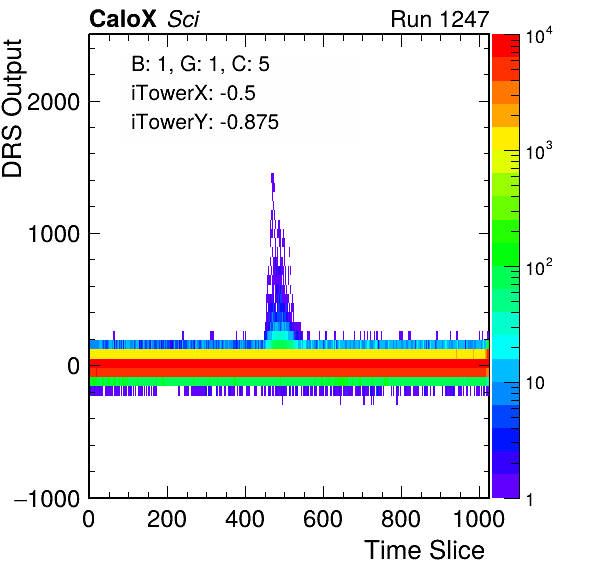 CaloX Sci Run 1247
B: 1, G: 1, C: 5
iTowerX: -0.5
iTowerY: -0.875
DRS Output
2000
1000
0
−1000
0 200 400 600 800 1000
Time Slice
10^4
10^3
10^2
10
1